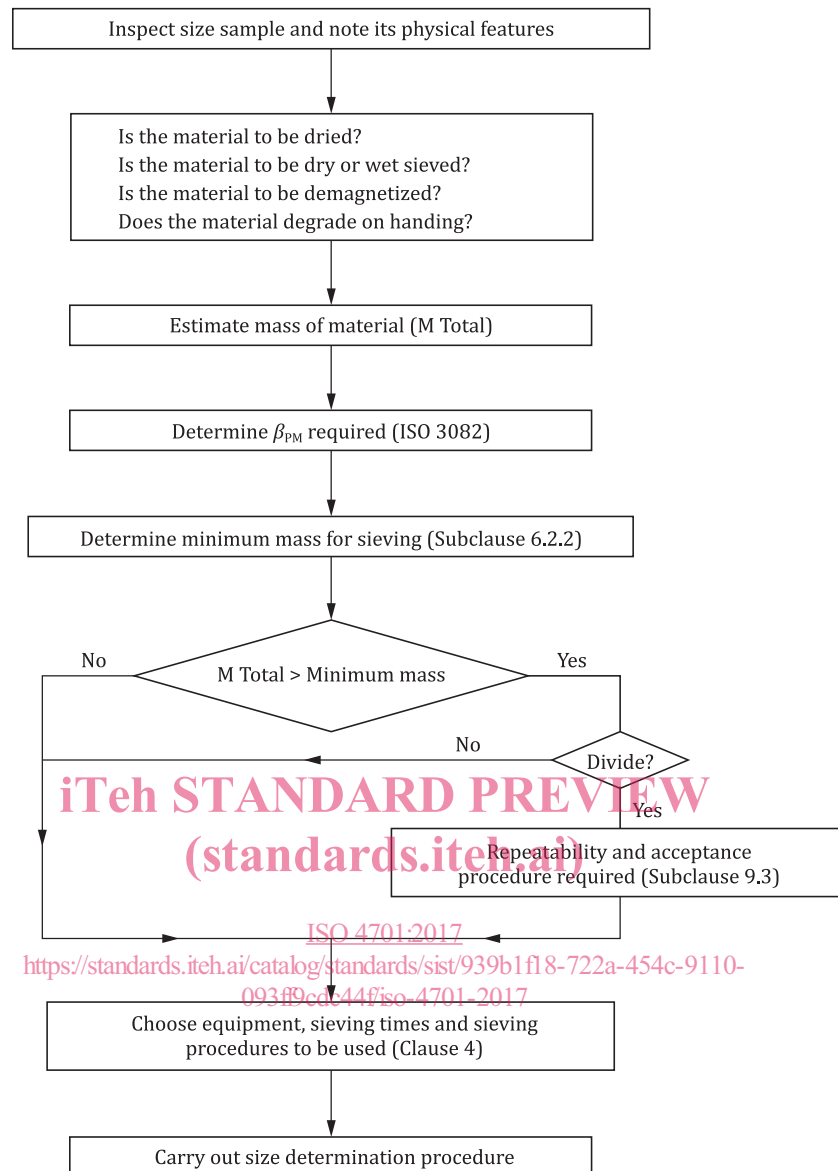 Inspect size sample and note its physical features
Is the material to be dried?
Is the material to be dry or wet sieved?
Is the material to be demagnetized?
Does the material degrade on handing?
Estimate mass of material (M Total)
Determine βPM required (ISO 3082)
Determine minimum mass for sieving (Subclause 6.2.2)
No
M Total > Minimum mass
Yes
No
Divide?
iTeh STANDARD PREVIEW
Yes
(standards.iteh.ai)
Repeatability and acceptance
procedure required (Subclause 9.3)
ISO 4701:2017
https://standards.iteh.ai/catalog/standards/sist/939b1f18-722a-454c-9110-
093ff9cdc44f/iso-4701-2017
Choose equipment, sieving times and sieving
procedures to be used (Clause 4)
Carry out size determination procedure